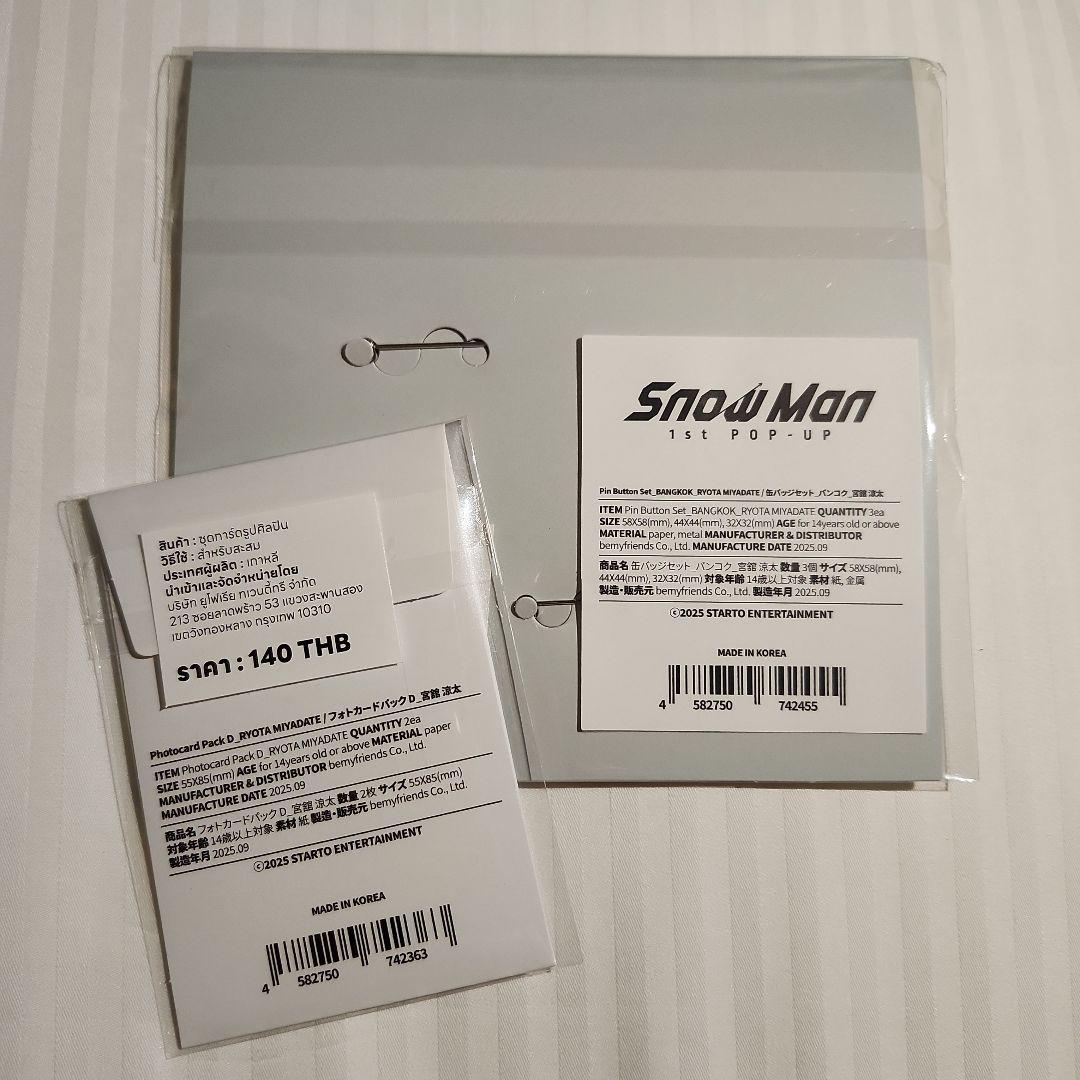 Snow Man
1st POP-UP
Pin Button Set_BANGKOK_RYOTA MIYADATE / 缶バッジセット_バンコク_宮舘 涼太
ITEM Pin Button Set_BANGKOK_RYOTA MIYADATE QUANTITY 3ea
SIZE 58X58(mm), 44X44(mm), 32X32(mm) AGE for 14years old or above
MATERIAL paper, metal MANUFACTURER & DISTRIBUTOR
bemyfriends Co., Ltd. MANUFACTURE DATE 2025.09
商品名 缶バッジセット_バンコク_宮舘 涼太 数量 3個 サイズ 58X58(mm),
44X44(mm), 32X32(mm) 対象年齢 14歳以上対象 素材 紙, 金属
製造・販売元 bemyfriends Co., Ltd. 製造年月 2025.09
ⓒ2025 STARTO ENTERTAINMENT
MADE IN KOREA
4 582750 742455
สินค้า : ชุดการ์ดรูปศิลปิน
วิธีใช้ : สำหรับสะสม
ประเทศผู้ผลิต : เกาหลี
นำเข้าและจัดจำหน่ายโดย
บริษัท ยูโฟเรีย ทเวนตี้ทรี จำกัด
213 ซอยลาดพร้าว 53 แขวงสะพานสอง
เขตวังทองหลาง กรุงเทพ 10310
ราคา : 140 THB
Photocard Pack D_RYOTA MIYADATE / フォトカードパック D_宮舘 涼太
ITEM Photocard Pack D_RYOTA MIYADATE QUANTITY 2ea
SIZE 55X85(mm) AGE for 14years old or above MATERIAL paper
MANUFACTURER & DISTRIBUTOR bemyfriends Co., Ltd.
MANUFACTURE DATE 2025.09
商品名 フォトカードパック D_宮舘 涼太 数量 2枚 サイズ 55X85(mm)
対象年齢 14歳以上対象 素材 紙 製造・販売元 bemyfriends Co., Ltd.
製造年月 2025.09
ⓒ2025 STARTO ENTERTAINMENT
MADE IN KOREA
4 582750 742363